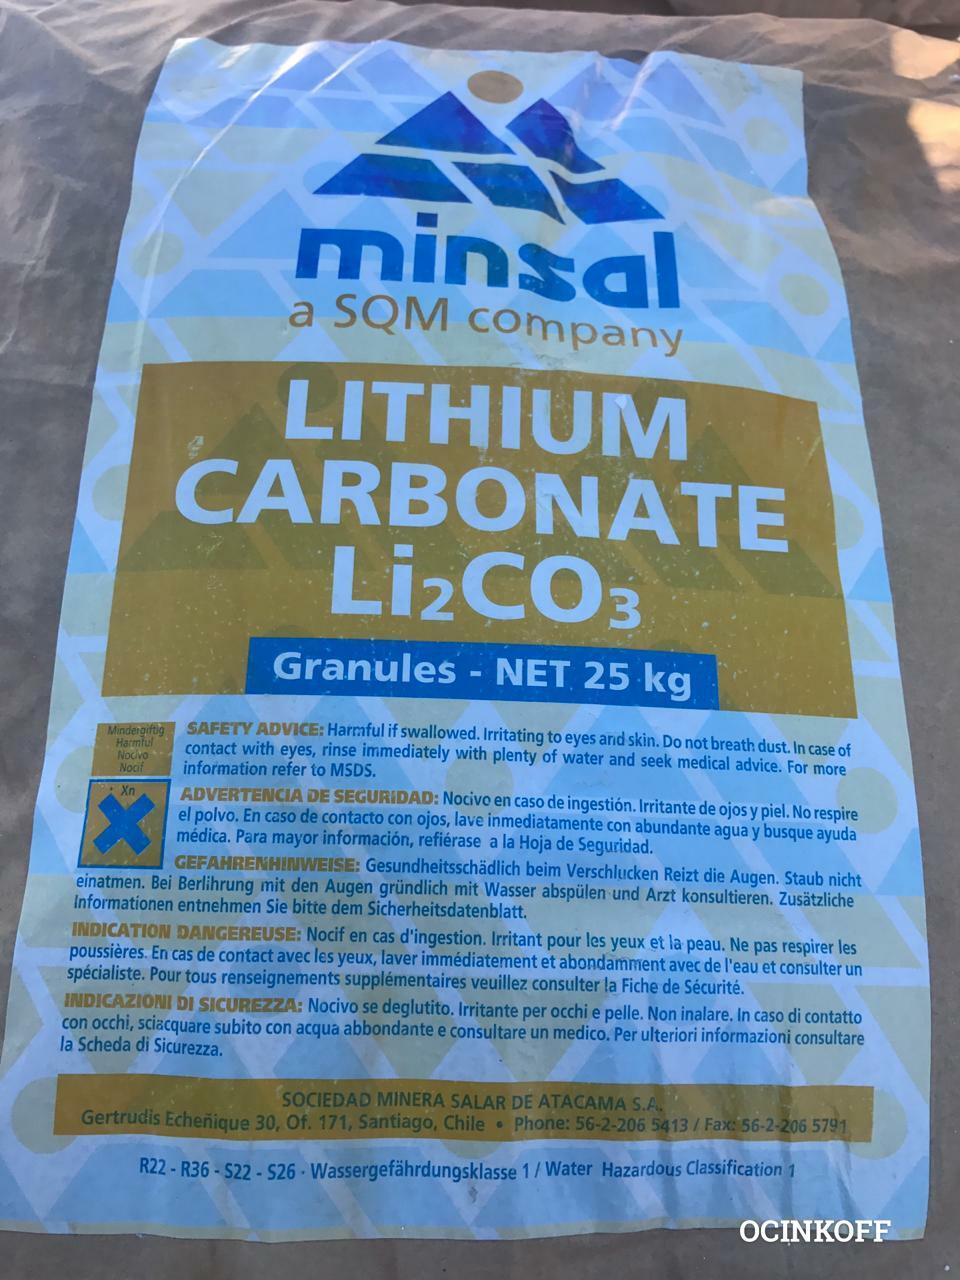 minsal
a SQM company
LITHIUM
CARBONATE
Li₂CO₃
Granules - NET 25 kg
Mindergiftig
Harmful
Nocivo
Nocif
Xn
SAFETY ADVICE: Harmful if swallowed. Irritating to eyes and skin. Do not breath dust. In case of
contact with eyes, rinse immediately with plenty of water and seek medical advice. For more
information refer to MSDS.
ADVERTENCIA DE SEGURIDAD: Nocivo en caso de ingestión. Irritante de ojos y piel. No respire
el polvo. En caso de contacto con ojos, lave inmediatamente con abundante agua y busque ayuda
médica. Para mayor información, refiérase a la Hoja de Seguridad.
GEFAHRENHINWEISE: Gesundheitsschädlich beim Verschlucken Reizt die Augen. Staub nicht
einatmen. Bei Berlihrung mit den Augen gründlich mit Wasser abspülen und Arzt konsultieren. Zusätzliche
Informationen entnehmen Sie bitte dem Sicherheitsdatenblatt.
INDICATION DANGEREUSE: Nocif en cas d'ingestion. Irritant pour les yeux et la peau. Ne pas respirer les
poussières. En cas de contact avec les yeux, laver immédiatement et abondamment avec de l'eau et consulter un
spécialiste. Pour tous renseignements supplémentaires veuillez consulter la Fiche de Sécurité.
INDICAZIONI DI SICUREZZA: Nocivo se deglutito. Irritante per occhi e pelle. Non inalare. In caso di contatto
con occhi, sciacquare subito con acqua abbondante e consultare un medico. Per ulteriori informazioni consultare
la Scheda di Sicurezza.
SOCIEDAD MINERA SALAR DE ATACAMA S.A.
Gertrudis Echeñique 30, Of. 171, Santiago, Chile • Phone: 56-2-206 5413 / Fax: 56-2-206 5791
R22 - R36 - S22 - S26 · Wassergefährdungsklasse 1 / Water Hazardous Classification 1
OCINKOFF